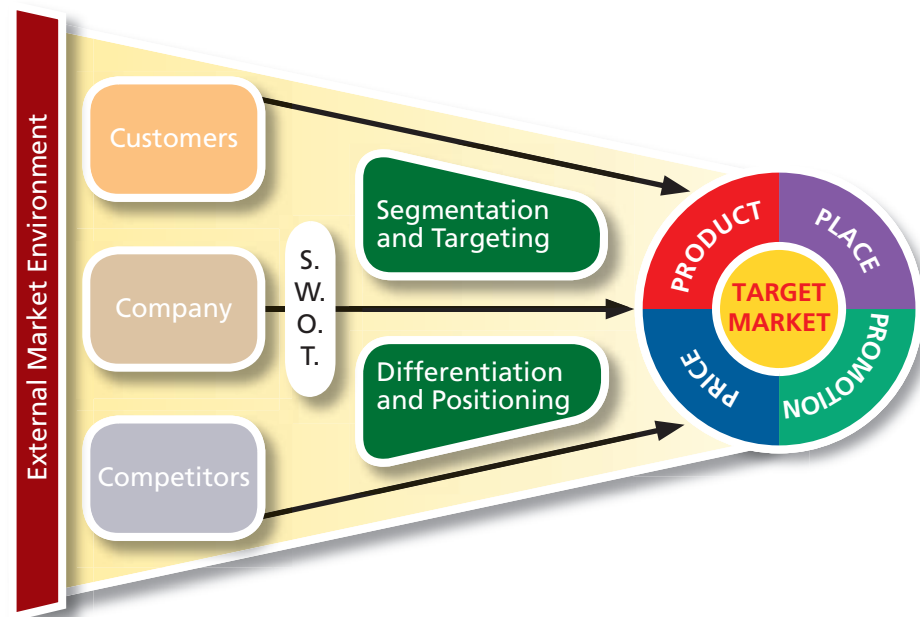 External Market Environment
Customers
Company
Competitors
S.
W.
O.
T.
Segmentation
and Targeting
Differentiation
and Positioning
PRODUCT
PLACE
PRICE
PROMOTION
TARGET
MARKET